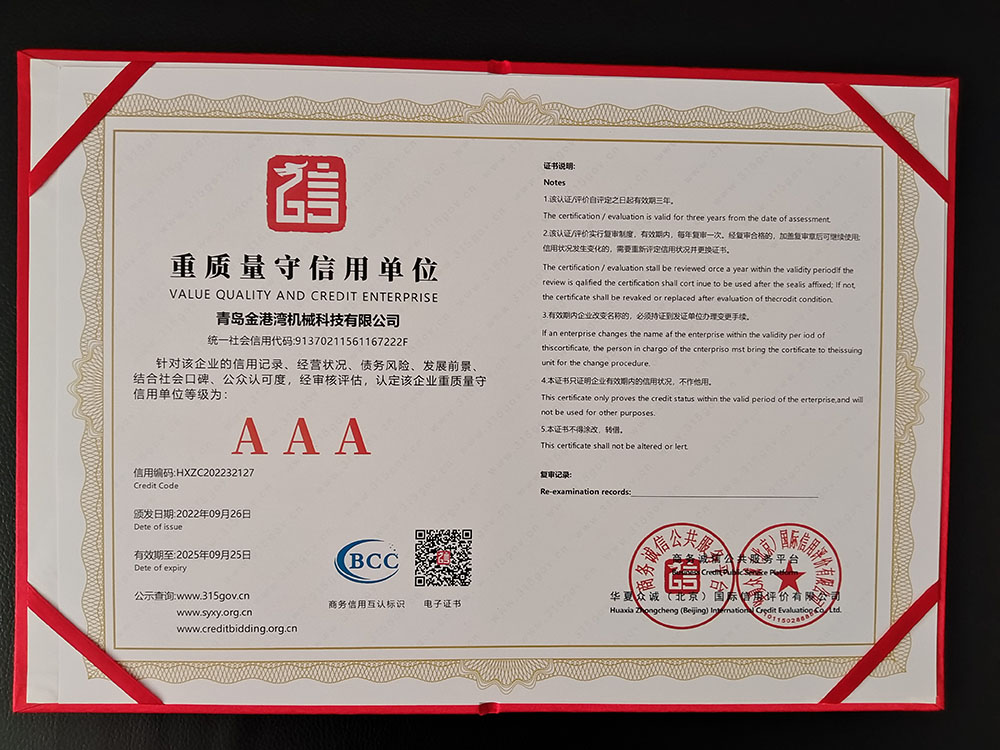 重质量守信用单位
VALUE QUALITY AND CREDIT ENTERPRISE
青岛金港湾机械科技有限公司
统一社会信用代码:91370211561167222F
针对该企业的信用记录、经营状况、债务风险、发展前景、
结合社会口碑、公众认可度，经审核评估，认定该企业重质量守
信用单位等级为：
AAA
信用编码:HXZC202232127
Credit Code
颁发日期:2022年09月26日
Date of issue
有效期至:2025年09月25日
Date of expiry
公示查询:www.315gov.cn
www.syxy.org.cn
www.creditbidding.org.cn
BCC
商务信用互认标识
电子证书
证书说明:
Notes
1.该认证/评价自评定之日起有效期三年。
The certification / evaluation is valid for three years from the date of assessment.
2.该认证/评价实行复审制度，有效期内，每年复审一次。经复审合格的，加盖复审章后可继续使用;
信用状况发生变化的，需要重新评定信用状况并更换证书。
The certification / evaluation stall be reviewed orce a year within the validity periodIf the
review is qalified the certification shall cort inue to be used after the sealis affixed; If not,
the certificate shall be revaked or replaced after evaluation of thecrodit condition.
3.有效期内企业改变名称的，必须持证到发证单位办理变更手续。
If an enterprise changes the name af the enterprise within the validity per iod of
thiscortificate, the person in chargo of the cnterpriso mst bring the certificate to theissuing
unit for the change procedure.
4.本证书只证明企业有效期内的信用状况，不作他用。
This certificate only proves the credit status within the valid period of the erterprise,and will
not be used for other purposes.
5.本证书不得涂改、转借。
This certificate shall not be altered or lert.
复审记录:
Re-examination records:
商务诚信公共服务平台
Business Credit Public Service Platform
华夏众诚（北京）国际信用评价有限公司
Huaxia Zhongcheng (Beijing) International Credit Evaluation Co., Ltd.